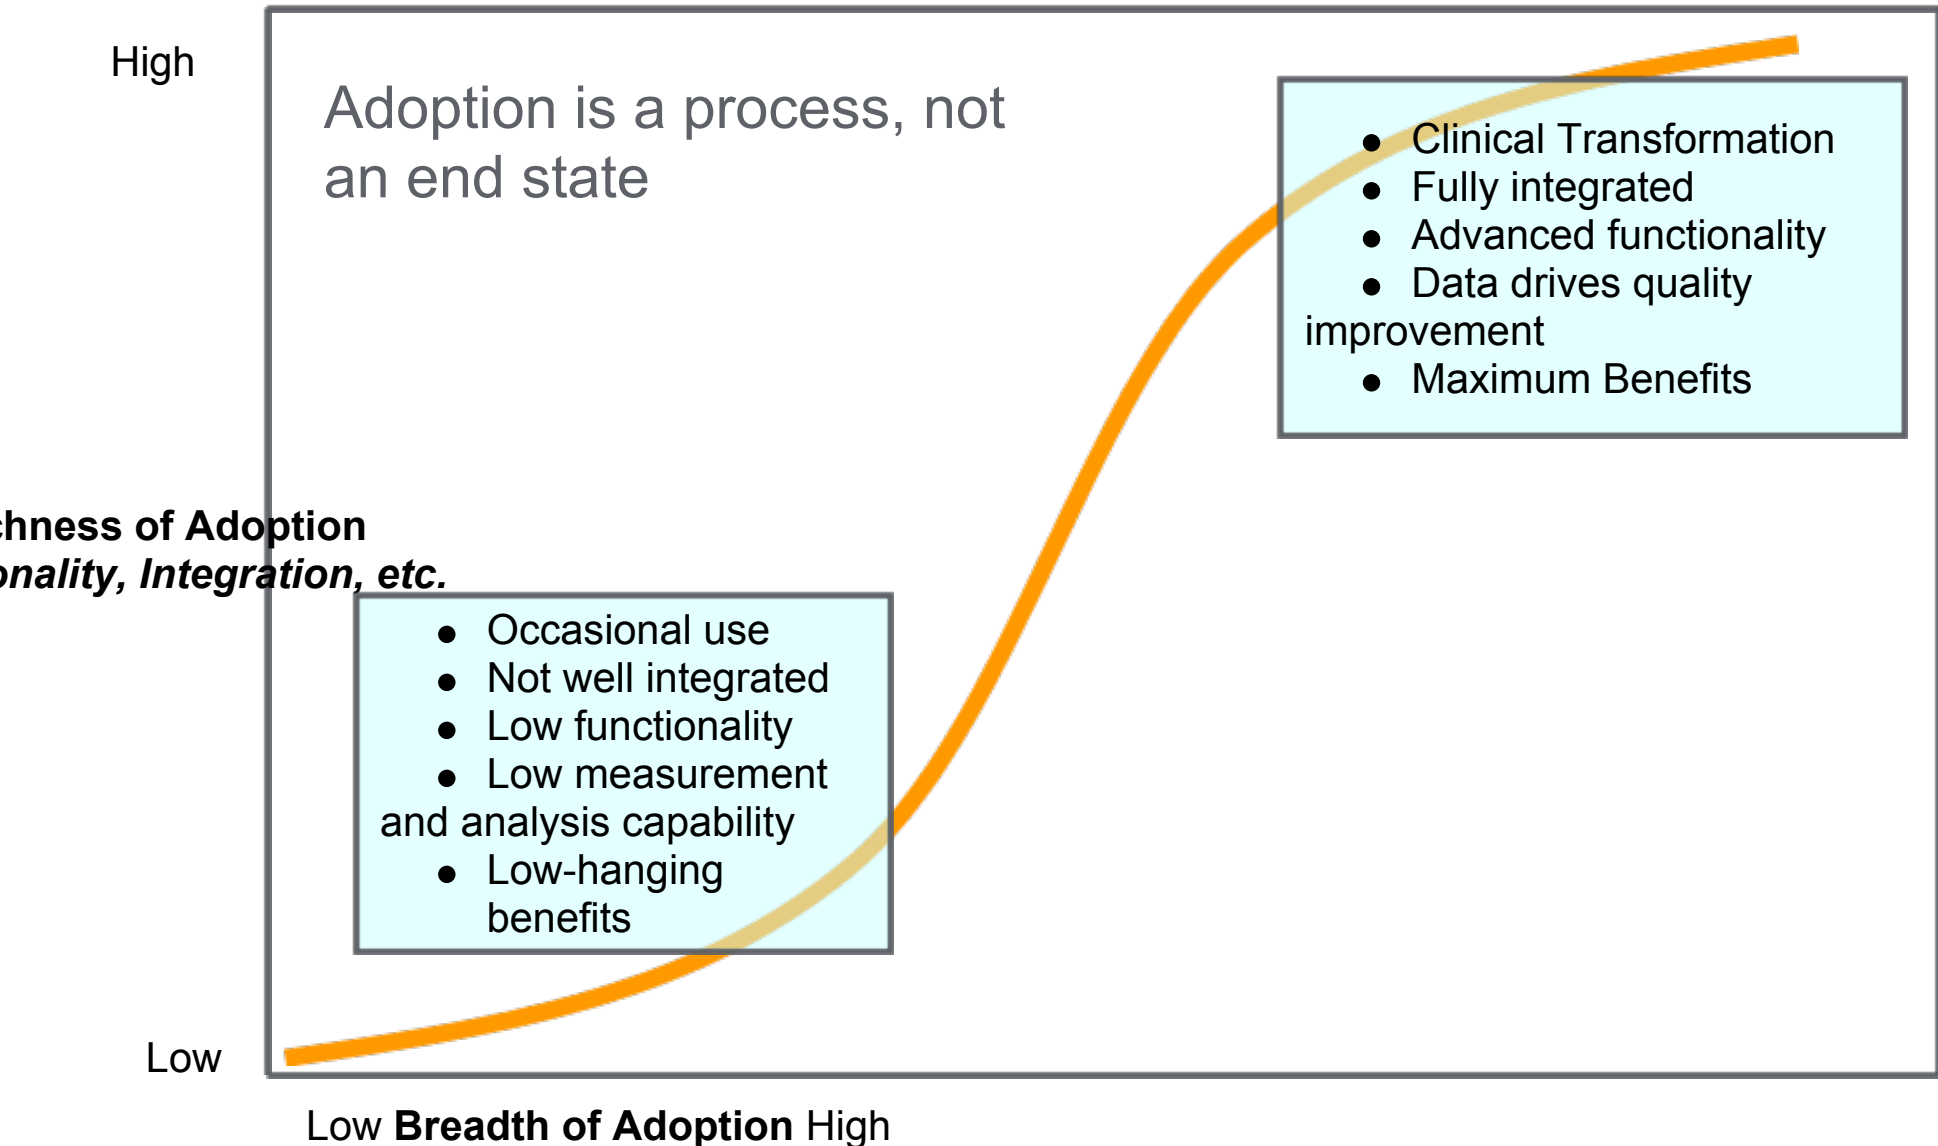 High
Adoption is a process, not
an end state
● Clinical Transformation
● Fully integrated
● Advanced functionality
● Data drives quality
improvement
● Maximum Benefits
chness of Adoption
onality, Integration, etc.
● Occasional use
● Not well integrated
● Low functionality
● Low measurement
and analysis capability
● Low-hanging
benefits
Low
Low Breadth of Adoption High